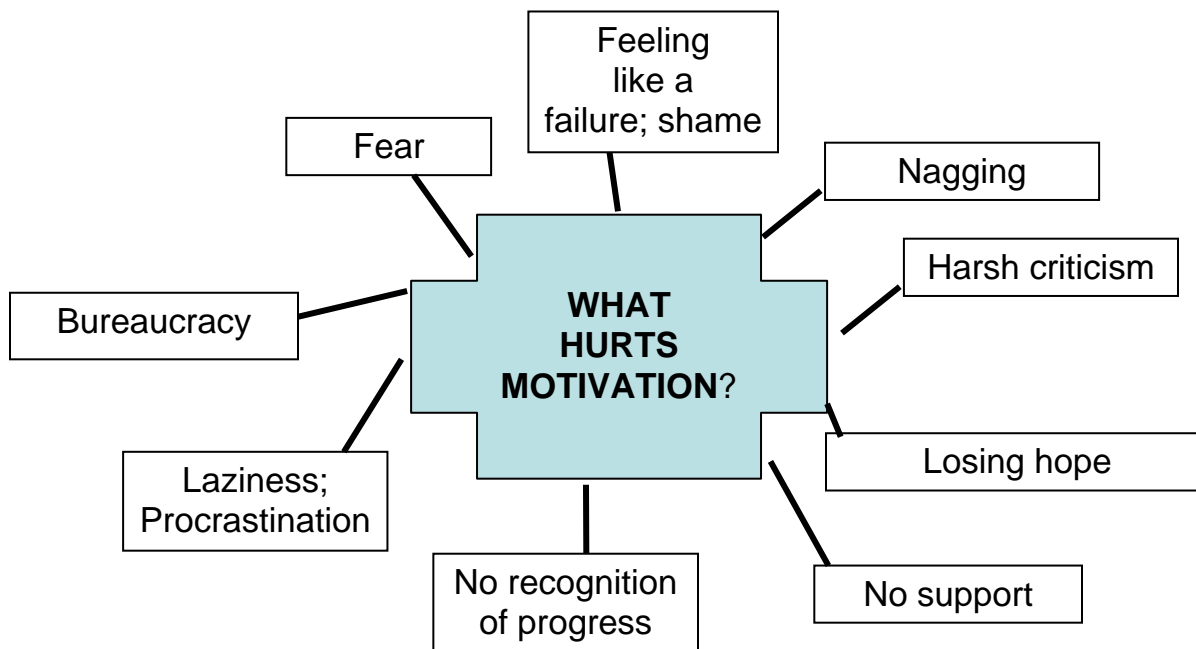 Feeling
like a
failure; shame
Fear
Nagging
Harsh criticism
Bureaucracy
WHAT
HURTS
MOTIVATION?
Losing hope
Laziness;
Procrastination
No recognition
of progress
No support